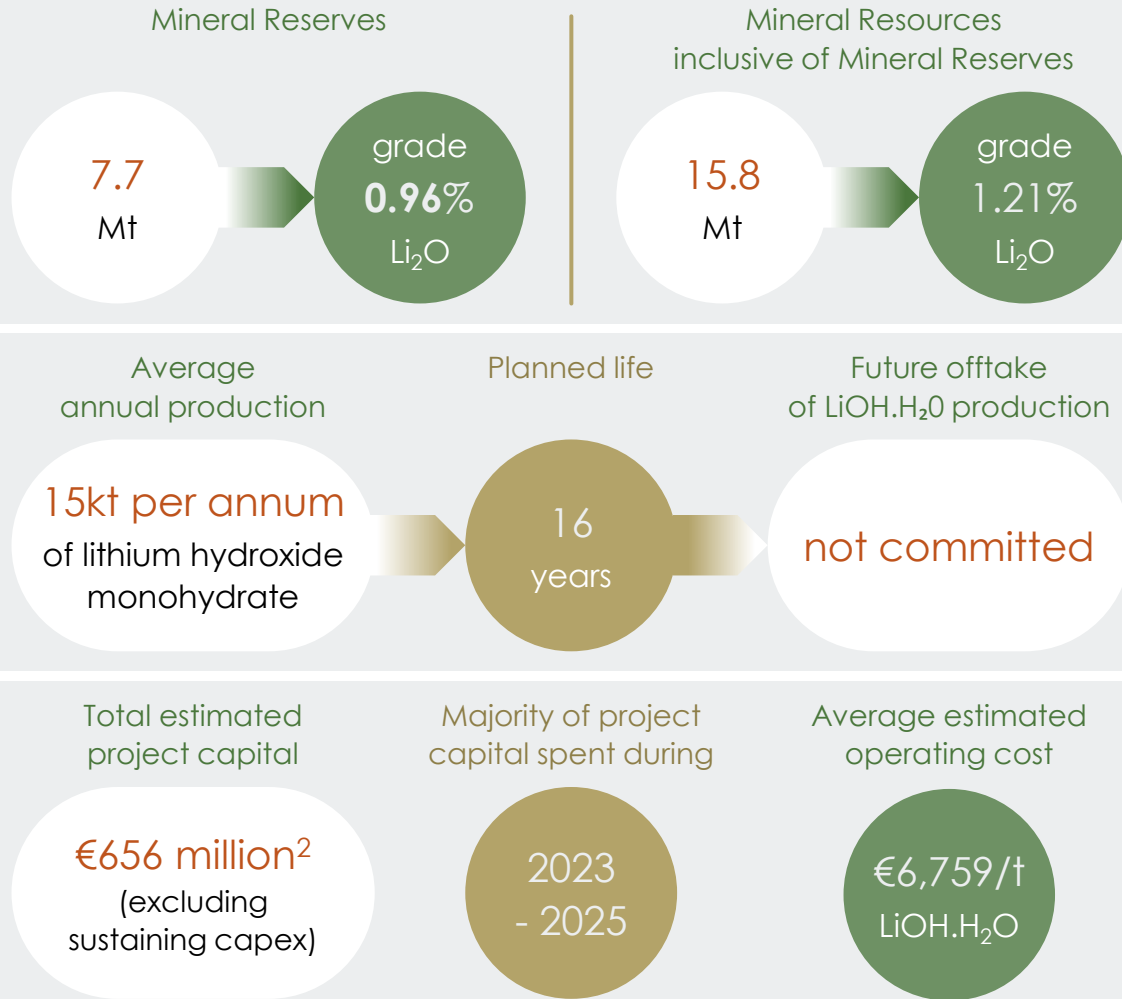 Mineral Reserves
7.7
Mt
grade
0.96%
Li₂O
Mineral Resources
inclusive of Mineral Reserves
15.8
Mt
grade
1.21%
Li₂O
Average
annual production
15kt per annum
of lithium hydroxide
monohydrate
Planned life
16
years
Future offtake
of LiOH.H₂0 production
not committed
Total estimated
project capital
€656 million²
(excluding
sustaining capex)
Majority of project
capital spent during
2023
- 2025
Average estimated
operating cost
€6,759/t
LiOH.H₂O